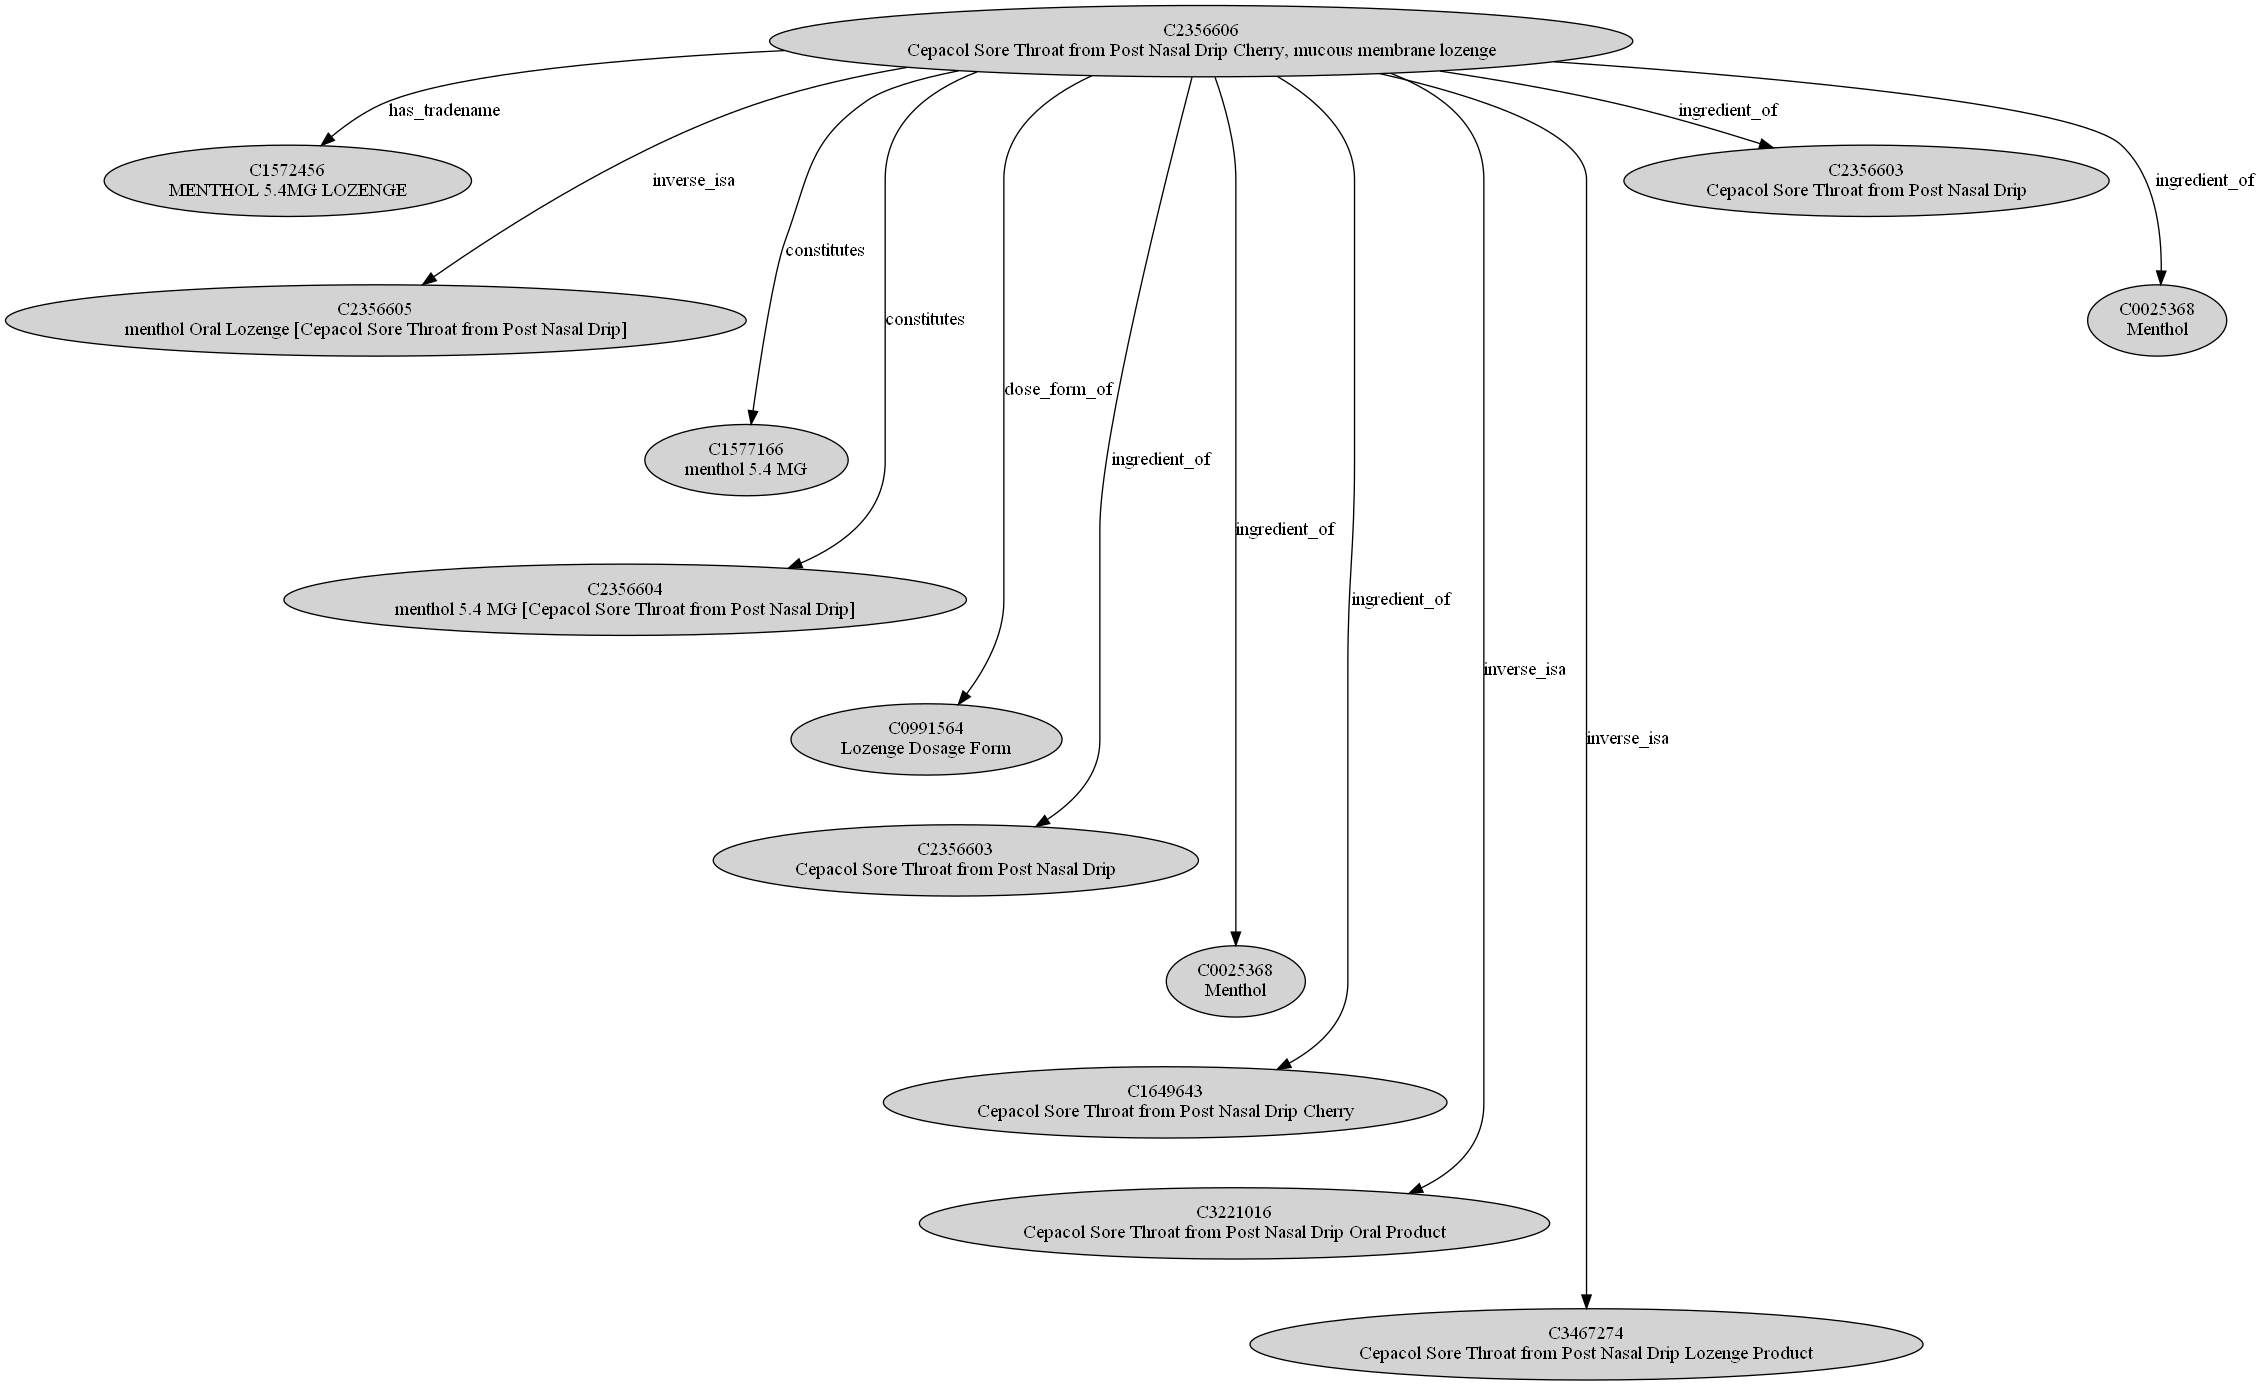 C2356606
Cepacol Sore Throat from Post Nasal Drip Cherry, mucous membrane lozenge
has_tradename
ingredient_of
C1572456
MENTHOL 5.4MG LOZENGE
inverse_isa
C2356603
Cepacol Sore Throat from Post Nasal Drip
ingredient_of
constitutes
C2356605
menthol Oral Lozenge [Cepacol Sore Throat from Post Nasal Drip]
constitutes
C0025368
Menthol
dose_form_of
C1577166
menthol 5.4 MG
ingredient_of
ingredient_of
C2356604
menthol 5.4 MG [Cepacol Sore Throat from Post Nasal Drip]
ingredient_of
inverse_isa
C0991564
Lozenge Dosage Form
inverse_isa
C2356603
Cepacol Sore Throat from Post Nasal Drip
C0025368
Menthol
C1649643
Cepacol Sore Throat from Post Nasal Drip Cherry
C3221016
Cepacol Sore Throat from Post Nasal Drip Oral Product
C3467274
Cepacol Sore Throat from Post Nasal Drip Lozenge Product